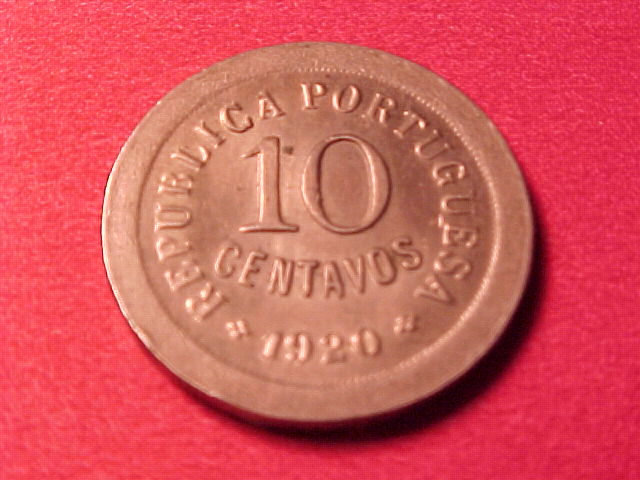 REPUBLICA PORTUGUESA
10
CENTAVOS
* 1920 *